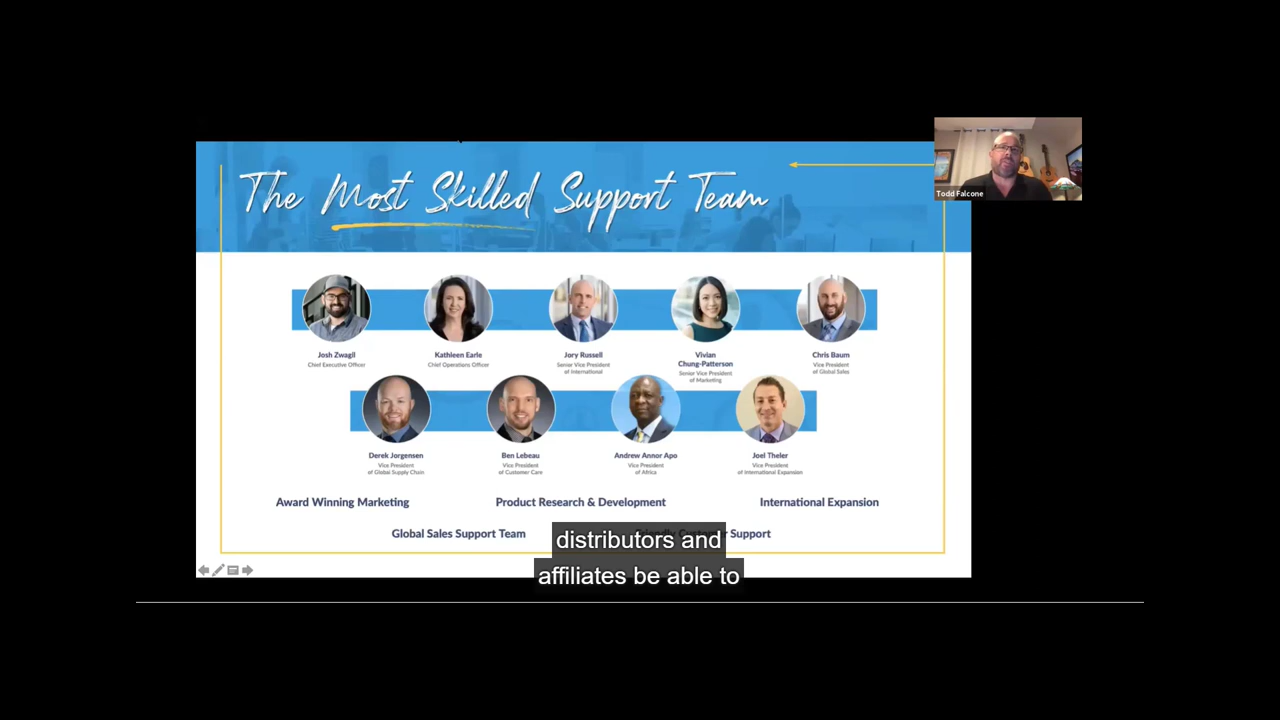 The Most Skilled Support Team
Todd Falcone
Josh Zwagil
Chief Executive Officer
Kathleen Earle
Chief Operations Officer
Jory Russell
Senior Vice President
of International
Vivian
Chung-Patterson
Senior Vice President
of Marketing
Chris Baum
Vice President
of Global Sales
Derek Jorgensen
Vice President
of Global Supply Chain
Ben Lebeau
Vice President
of Customer Care
Andrew Annor Apo
Vice President
of Africa
Joel Theler
Vice President
of International Expansion
Award Winning Marketing
Product Research & Development
International Expansion
Global Sales Support Team
Support
distributors and
affiliates be able to